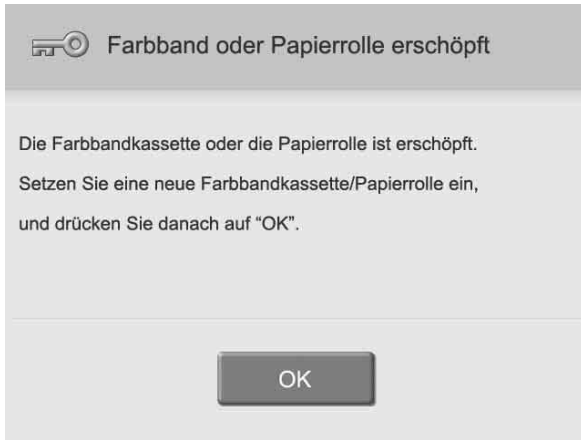 Farbband oder Papierrolle erschöpft
Die Farbbandkassette oder die Papierrolle ist erschöpft.
Setzen Sie eine neue Farbbandkassette/Papierrolle ein,
und drücken Sie danach auf “OK”.
OK